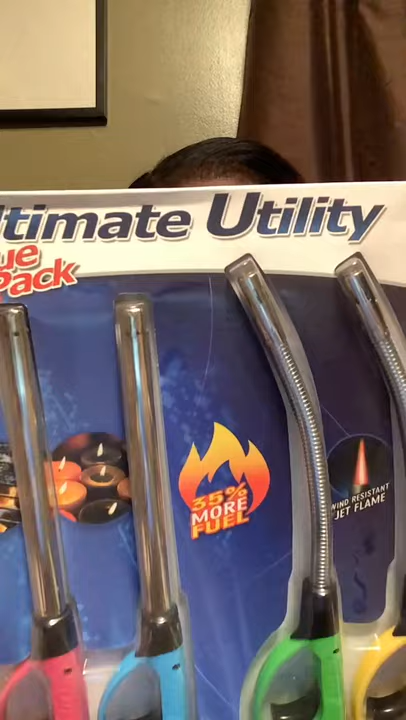 ltimate Utility
ue
Pack
35%
MORE
FUEL
WIND RESISTANT
JET FLAME